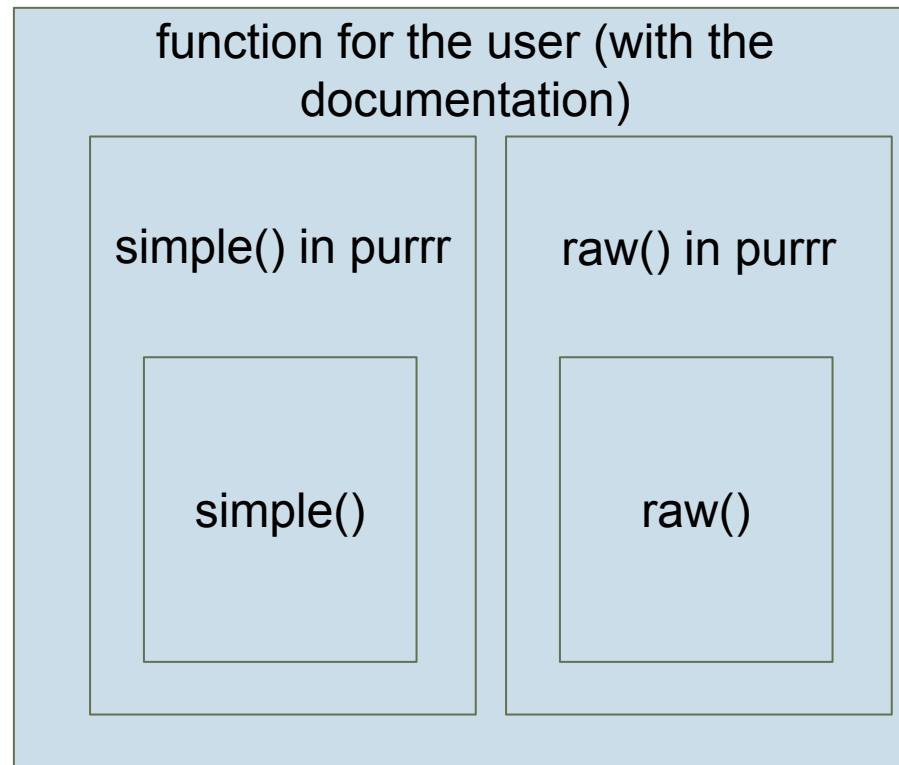 function for the user (with the
documentation)
simple() in purrr
raw() in purrr
simple()
raw()